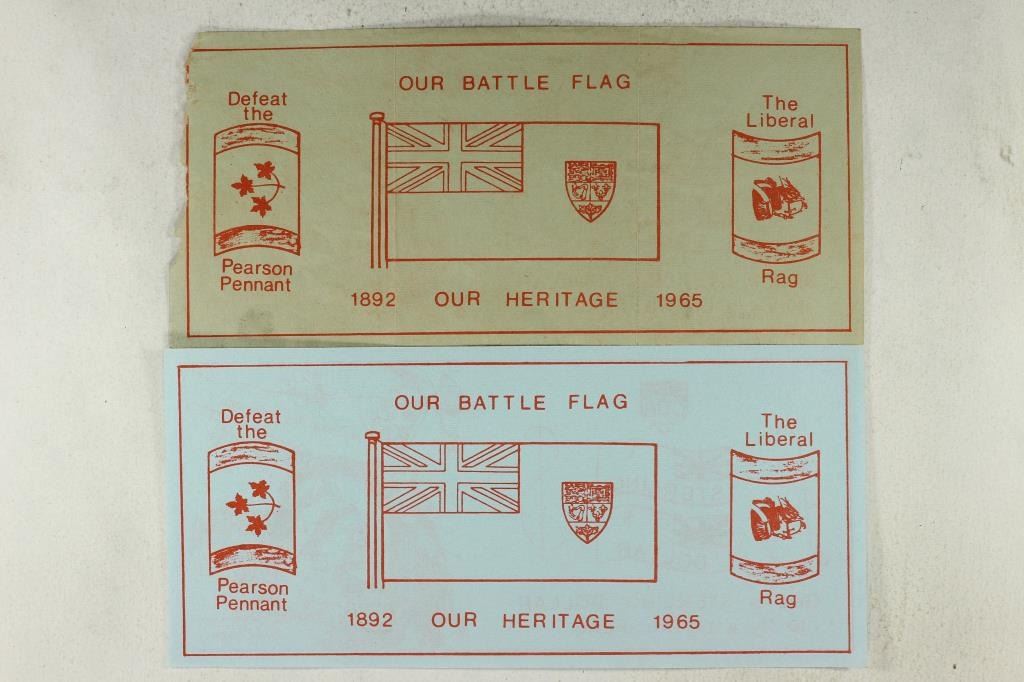 OUR BATTLE FLAG
Defeat
the
Pearson
Pennant
The
Liberal
Rag
1892 OUR HERITAGE 1965
OUR BATTLE FLAG
Defeat
the
Pearson
Pennant
The
Liberal
Rag
1892 OUR HERITAGE 1965